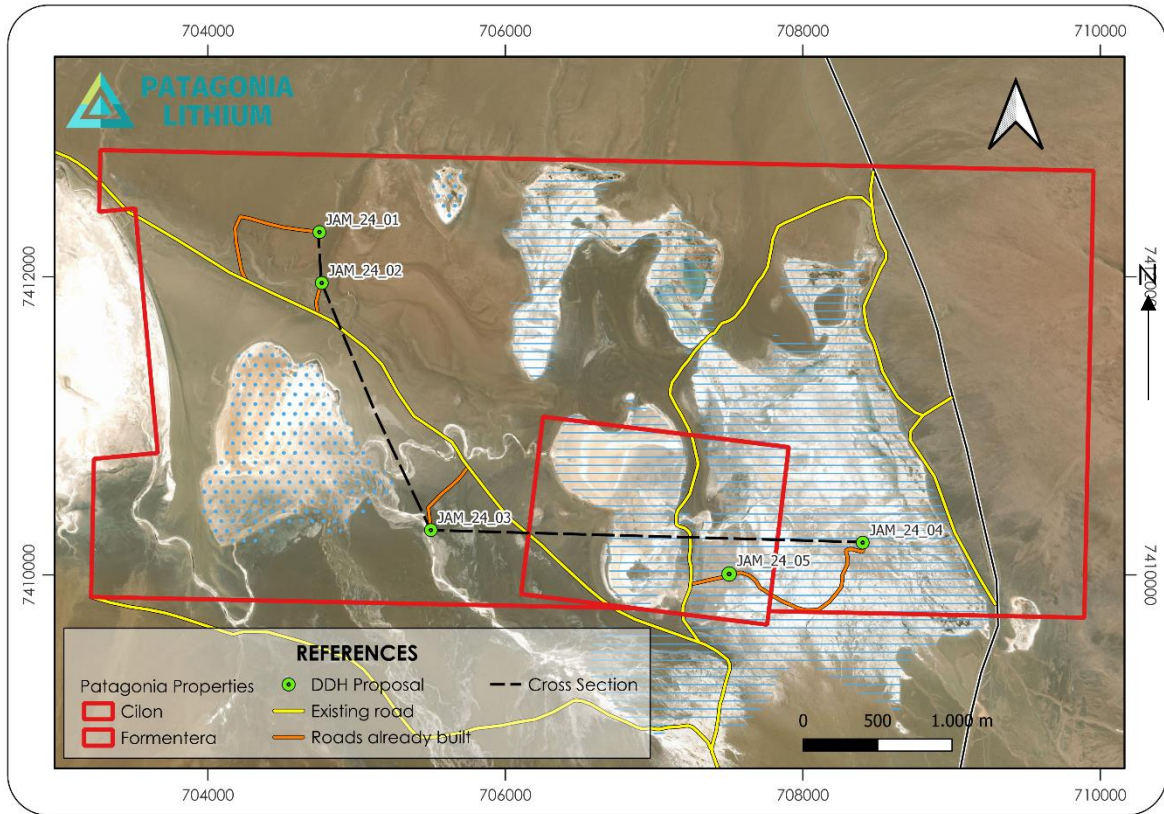 704000 706000 708000 710000
PATAGONIA
LITHIUM
JAM_24_01
7412000
JAM_24_02
N
JAM_24_03
JAM_24_04
7410000
JAM_24_05
7410000
REFERENCES
Patagonia Properties
DDH Proposal
Cross Section
Cilon
Existing road
Formentera
Roads already built
0 500 1.000 m
704000 706000 708000 710000